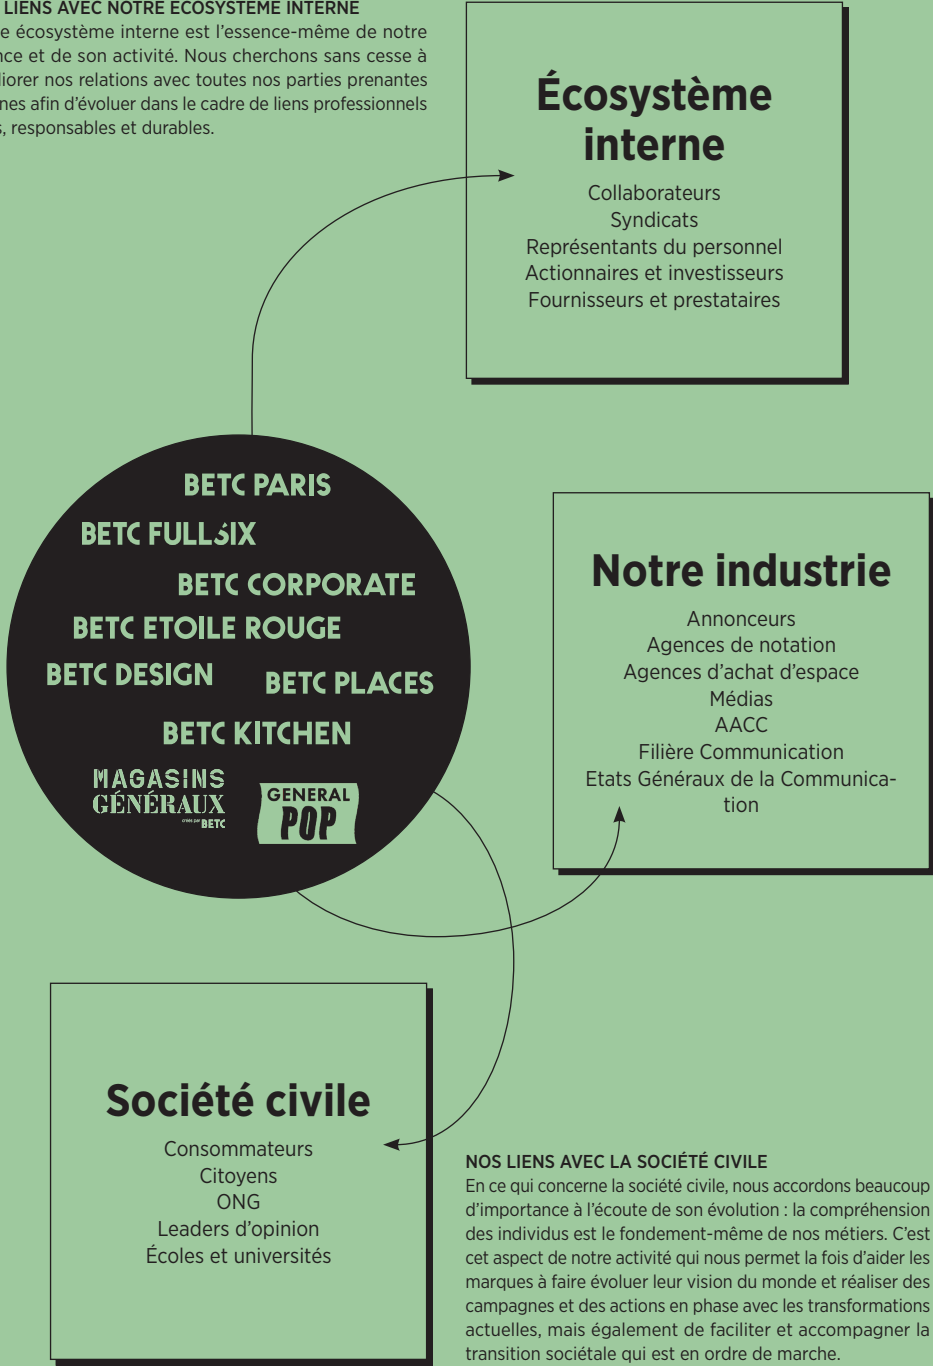 LIENS AVEC NOTRE ÉCOSYSTÈME INTERNE
écosystème interne est l’essence-même de notre
et de son activité. Nous cherchons sans cesse à
nos relations avec toutes nos parties prenantes
afin d’évoluer dans le cadre de liens professionnels
responsables et durables.
Écosystème
interne
Collaborateurs
Syndicats
Représentants du personnel
Actionnaires et investisseurs
Fournisseurs et prestataires
BETC PARIS
BETC FULLSIX
BETC CORPORATE
BETC ETOILE ROUGE
BETC DESIGN
BETC PLACES
BETC KITCHEN
MAGASINS
GÉNÉRAUX
BETC
GENERAL
POP
Notre industrie
Annonceurs
Agences de notation
Agences d’achat d’espace
Médias
AACC
Filière Communication
Etats Généraux de la Communica-
tion
Société civile
Consommateurs
Citoyens
ONG
Leaders d’opinion
Écoles et universités
NOS LIENS AVEC LA SOCIÉTÉ CIVILE
En ce qui concerne la société civile, nous accordons beaucoup
d’importance à l’écoute de son évolution : la compréhension
des individus est le fondement-même de nos métiers. C’est
cet aspect de notre activité qui nous permet la fois d’aider les
marques à faire évoluer leur vision du monde et réaliser des
campagnes et des actions en phase avec les transformations
actuelles, mais également de faciliter et accompagner la
transition sociétale qui est en ordre de marche.